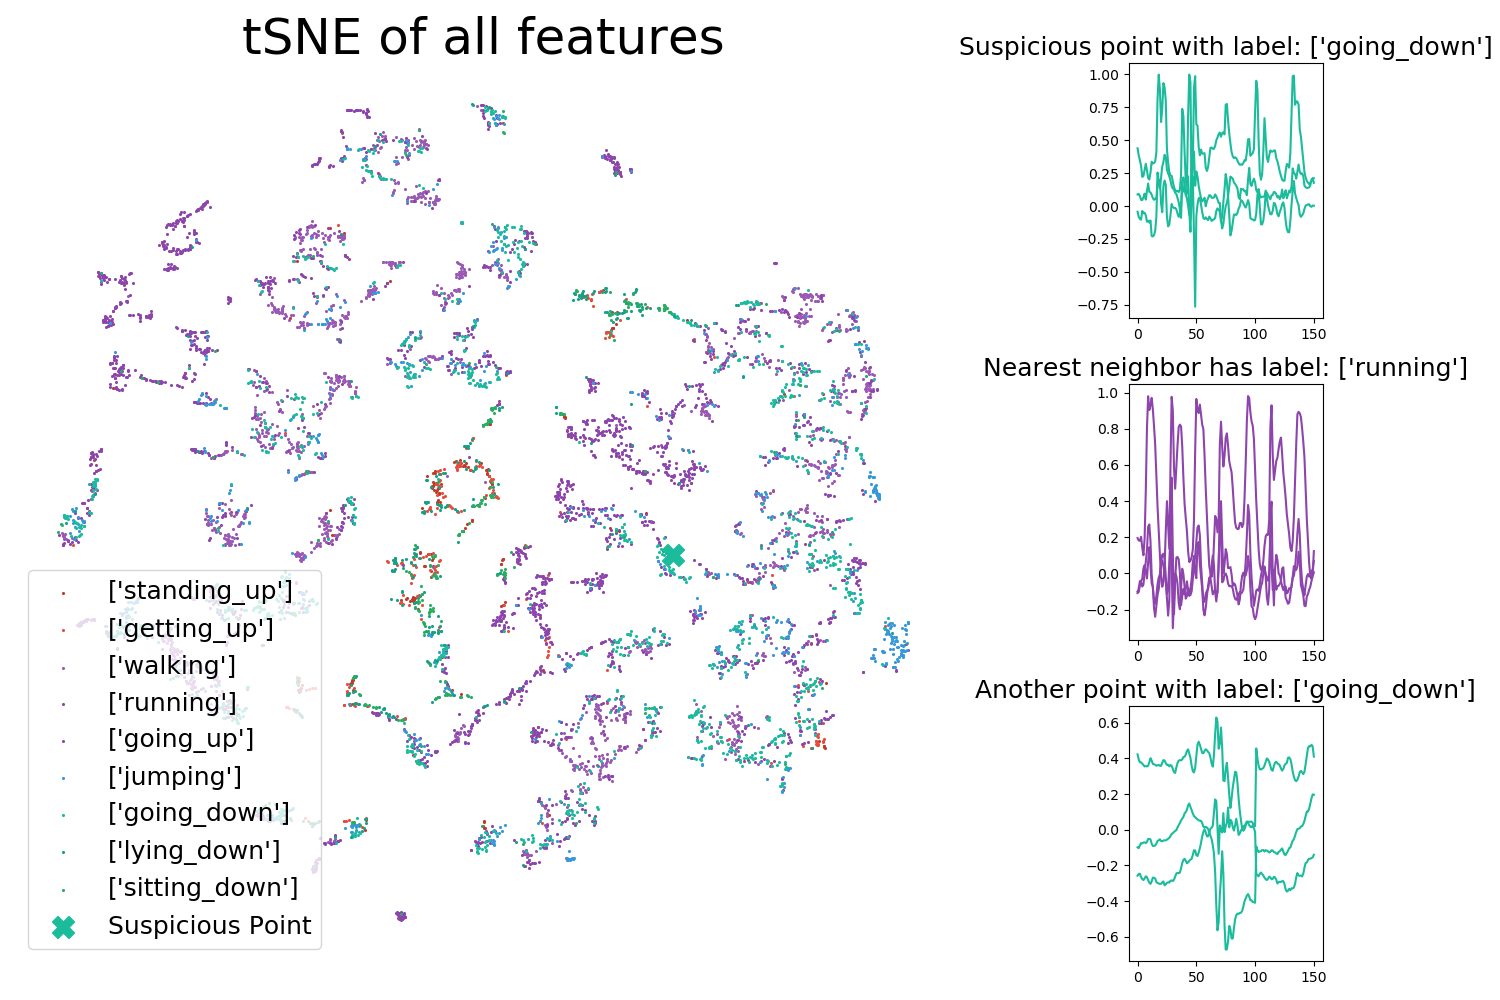 tSNE of all features
['standing_up']
['getting_up']
['walking']
['running']
['going_up']
['jumping']
['going_down']
['lying_down']
['sitting_down']
Suspicious Point
Suspicious point with label: ['going_down']
1.00
0.75
0.50
0.25
0.00
−0.25
−0.50
−0.75
0 50 100 150
Nearest neighbor has label: ['running']
1.0
0.8
0.6
0.4
0.2
0.0
−0.2
0 50 100 150
Another point with label: ['going_down']
0.6
0.4
0.2
0.0
−0.2
−0.4
−0.6
0 50 100 150